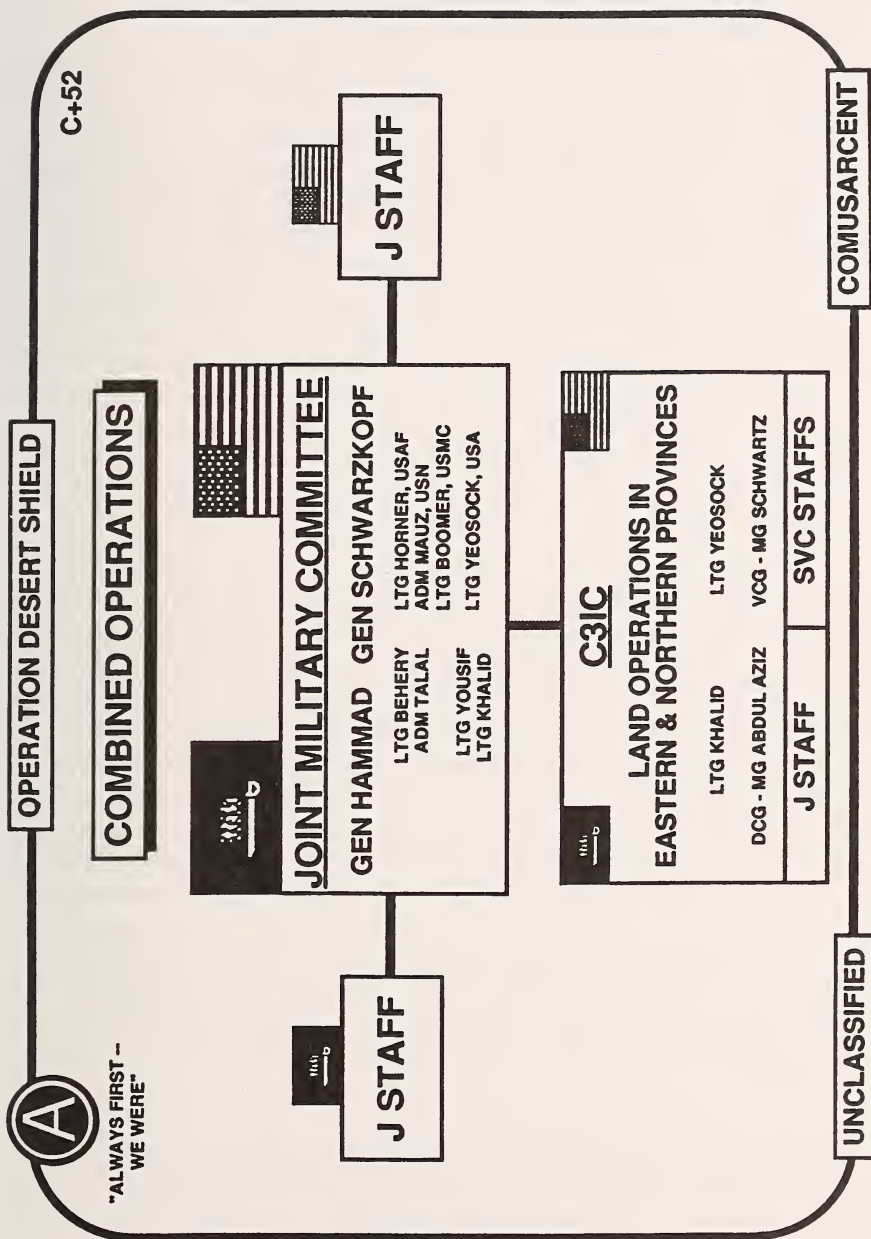 OPERATION DESERT SHIELD
A
"ALWAYS FIRST –
WE WERE"
C+52
COMBINED OPERATIONS
J STAFF
JOINT MILITARY COMMITTEE
GEN HAMMAD GEN SCHWARZKOPF
LTG BEHERY LTG HORNER, USAF
ADM TALAL ADM MAUZ, USN
LTG BOOMER, USMC
LTG YOUSIF
LTG KHALID LTG YEOSOCK, USA
J STAFF
C3IC
LAND OPERATIONS IN
EASTERN & NORTHERN PROVINCES
LTG KHALID LTG YEOSOCK
DCG - MG ABDUL AZIZ VCG - MG SCHWARTZ
J STAFF SVC STAFFS
UNCLASSIFIED
COMUSARCENT